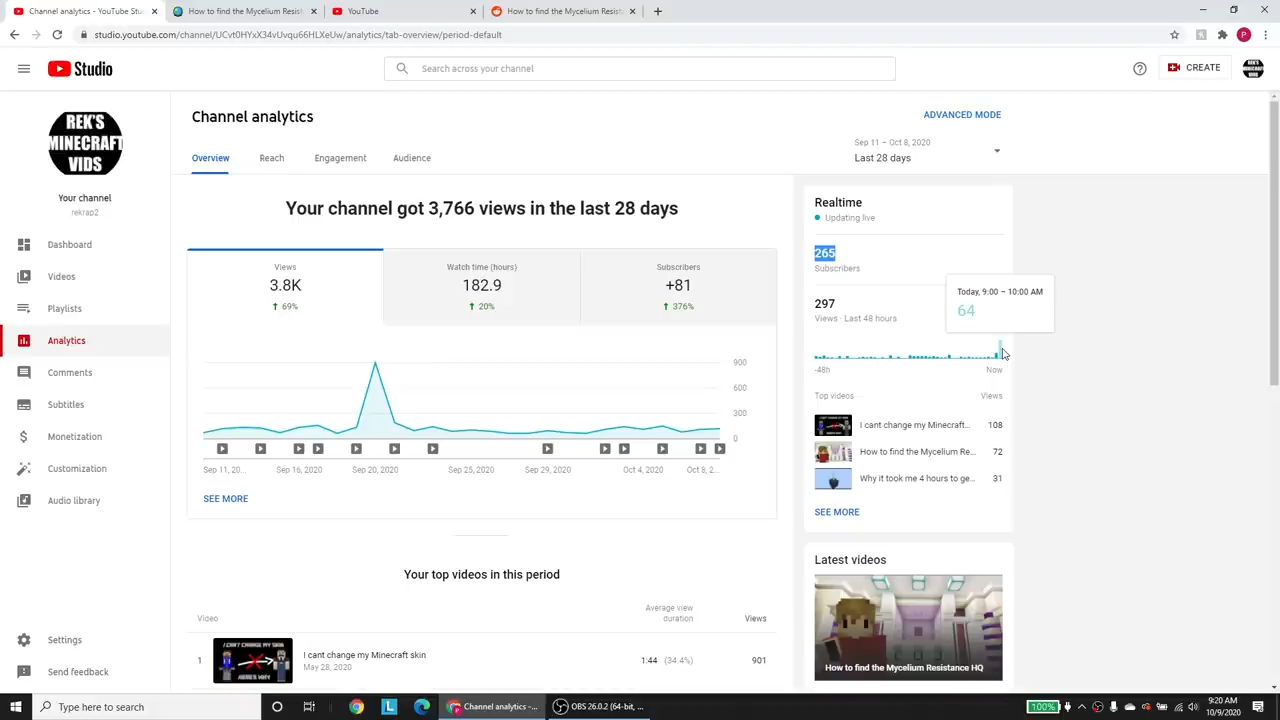 Channel analytics - YouTube Stu
How to find the Mycelium Resista
YouTube
How to find the Mycelium Resista
studio.youtube.com/channel/UCvt0HYxX34vUvqu66HLXeUw/analytics/tab-overview/period-default
P
Studio
Search across your channel
CREATE
REK'S
MINECRAFT
VIDS
Your channel
rekrap2
Dashboard
Videos
Playlists
Analytics
Comments
Subtitles
Monetization
Customization
Audio library
Settings
Send feedback
Channel analytics
ADVANCED MODE
Overview
Reach
Engagement
Audience
Sep 11 – Oct 8, 2020
Last 28 days
Your channel got 3,766 views in the last 28 days
Views
3.8K
69%
Watch time (hours)
182.9
20%
Subscribers
+81
376%
900
600
300
0
Sep 11, 20...
Sep 16, 2020
Sep 20, 2020
Sep 25, 2020
Sep 29, 2020
Oct 4, 2020
Oct 8, 2...
SEE MORE
Your top videos in this period
Video
Average view
duration
Views
1
I CAN'T CHANGE MY SKIN
HERE'S WHY!
I cant change my Minecraft skin
May 28, 2020
1:44 (34.4%)
901
Realtime
Updating live
265
Subscribers
297
Views · Last 48 hours
Today, 9:00 – 10:00 AM
64
-48h
Now
Top videos
Views
I cant change my Minecraft...
108
How to find the Mycelium Re...
72
Why it took me 4 hours to ge...
31
SEE MORE
Latest videos
How to find the Mycelium Resistance HQ
Type here to search
Channel analytics -...
OBS 26.0.2 (64-bit, ...
100%
9:20 AM
10/9/2020